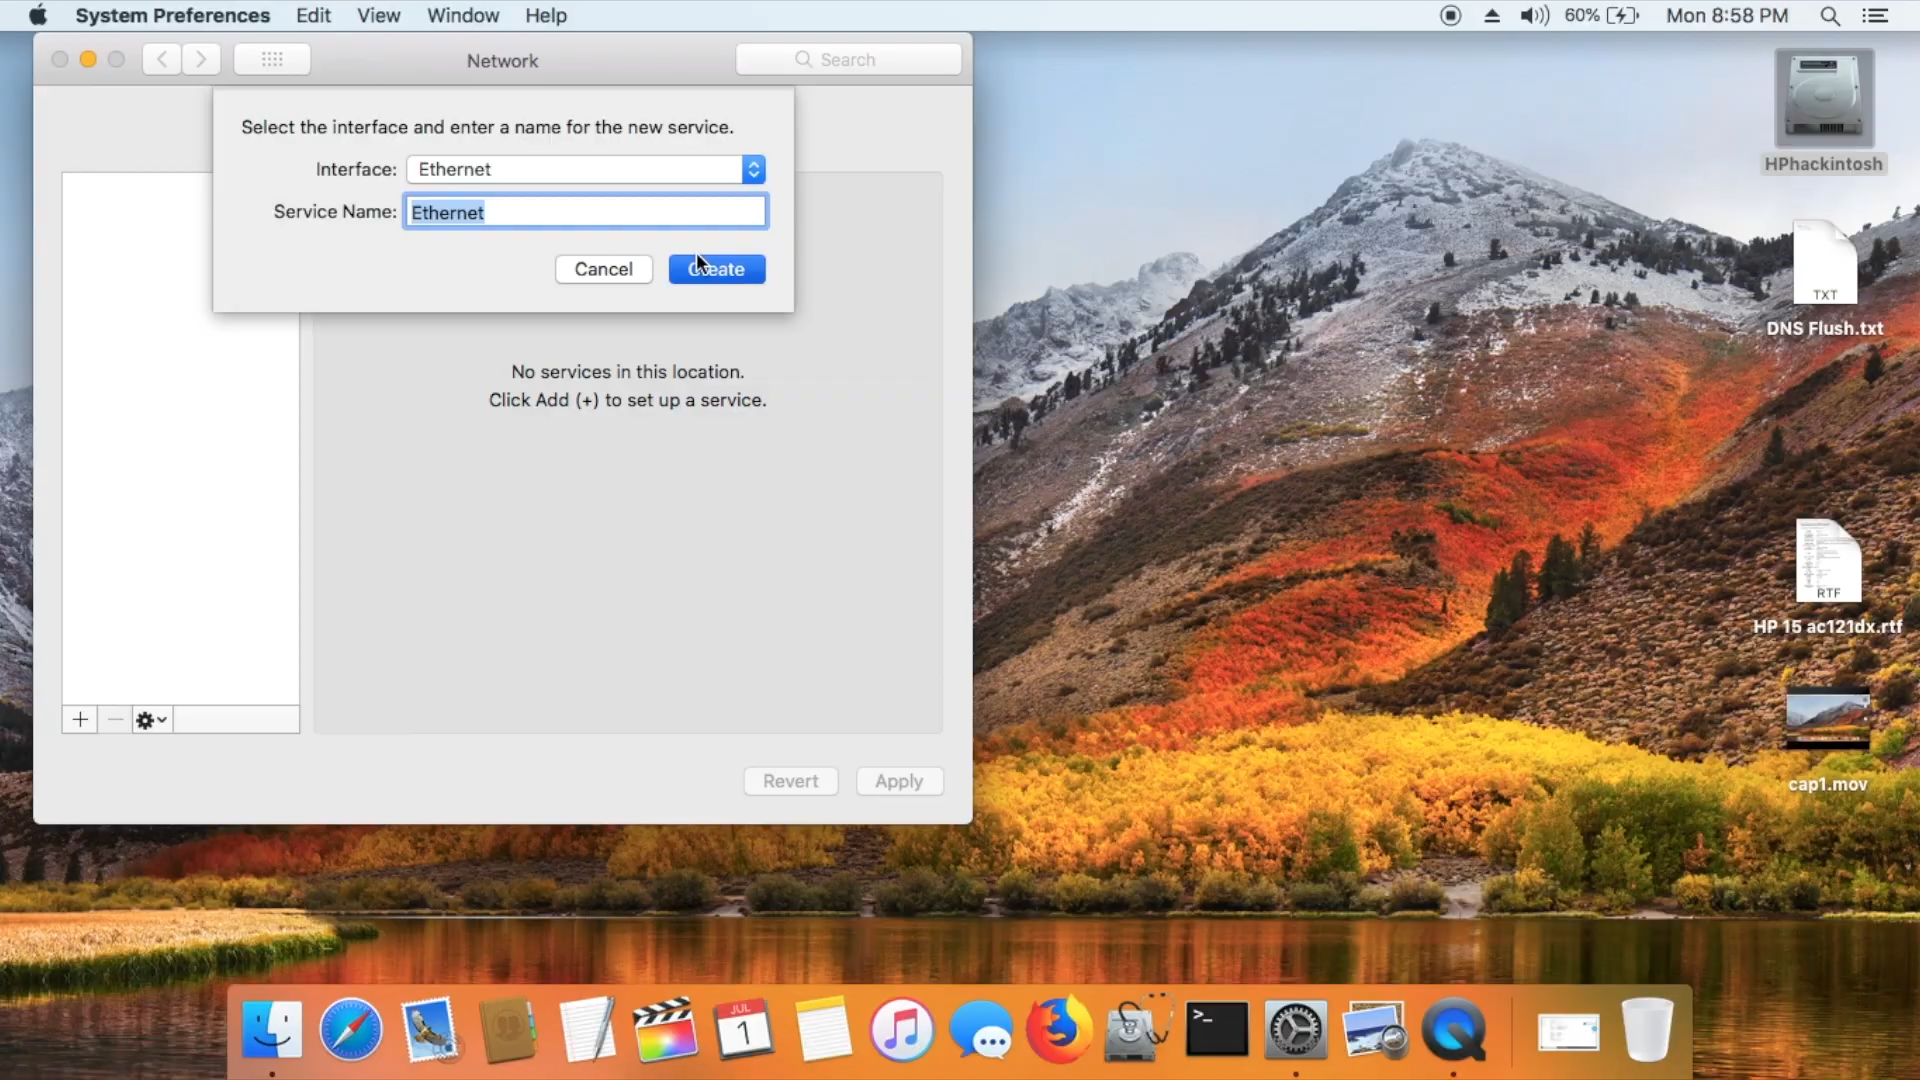 System Preferences Edit View Window Help 60% Mon 8:58 PM
Network
Search
Select the interface and enter a name for the new service.
Interface: Ethernet
Service Name: Ethernet
Cancel Create
No services in this location.
Click Add (+) to set up a service.
Revert Apply
HPhackintosh
TXT
DNS Flush.txt
RTF
HP 15 ac121dx.rtf
cap1.mov
JUL
1
>_